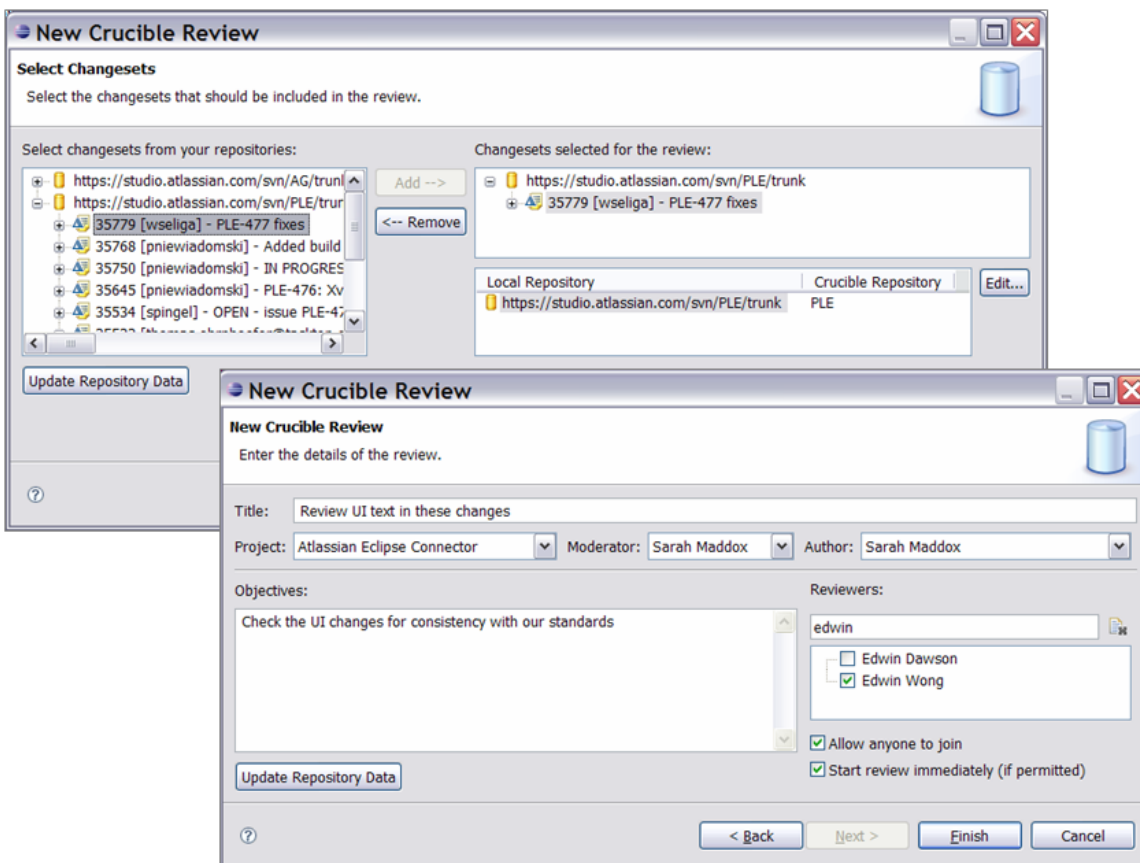 New Crucible Review
Select Changesets
Select the changesets that should be included in the review.
Select changesets from your repositories:
https://studio.atlassian.com/svn/AG/trunl
https://studio.atlassian.com/svn/PLE/trur
35779 [wseliga] - PLE-477 fixes
35768 [pniewiadomski] - Added build
35750 [pniewiadomski] - IN PROGRES
35645 [pniewiadomski] - PLE-476: Xv
35534 [spingel] - OPEN - issue PLE-47
Add -->
<-- Remove
Changesets selected for the review:
https://studio.atlassian.com/svn/PLE/trunk
35779 [wseliga] - PLE-477 fixes
Local Repository Crucible Repository
https://studio.atlassian.com/svn/PLE/trunk PLE
Edit...
Update Repository Data
New Crucible Review
New Crucible Review
Enter the details of the review.
Title: Review UI text in these changes
Project: Atlassian Eclipse Connector Moderator: Sarah Maddox Author: Sarah Maddox
Objectives:
Check the UI changes for consistency with our standards
Reviewers:
edwin
Edwin Dawson
Edwin Wong
Allow anyone to join
Start review immediately (if permitted)
Update Repository Data
< Back Next > Finish Cancel